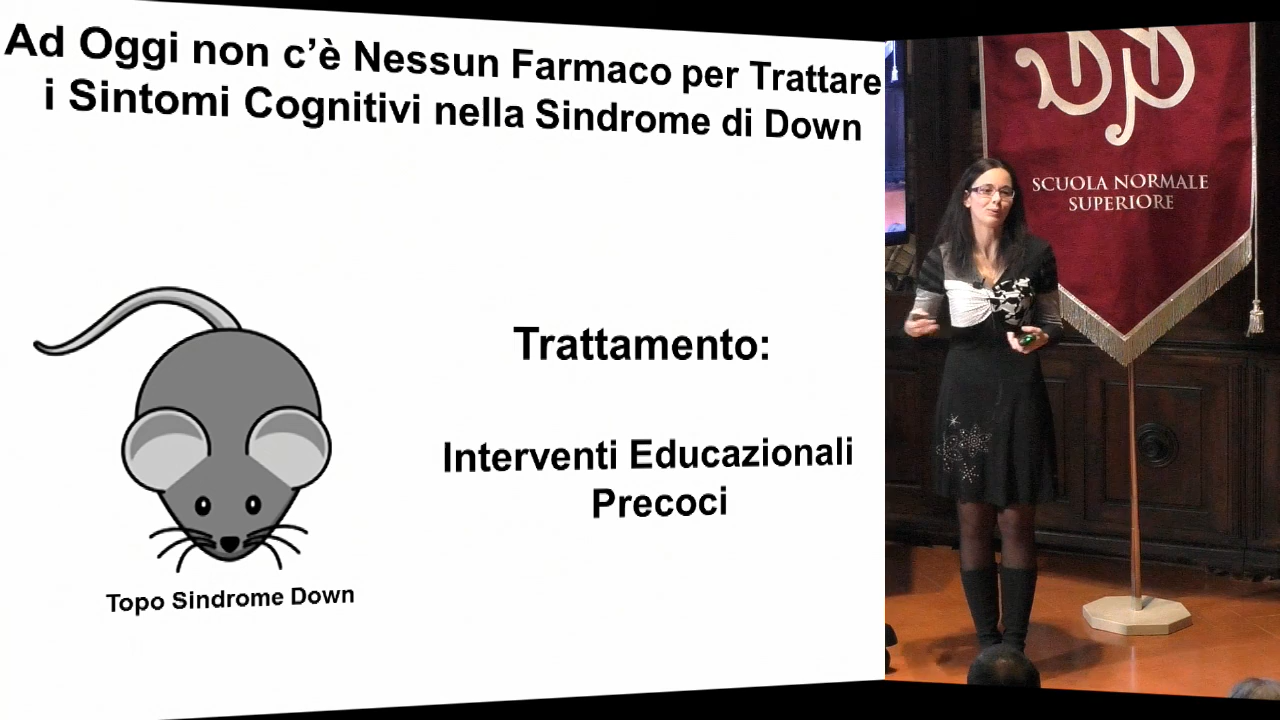 Ad Oggi non c'è Nessun Farmaco per Trattare
i Sintomi Cognitivi nella Sindrome di Down
Trattamento:
Interventi Educazionali
Precoci
Topo Sindrome Down
SCUOLA NORMALE
SUPERIORE